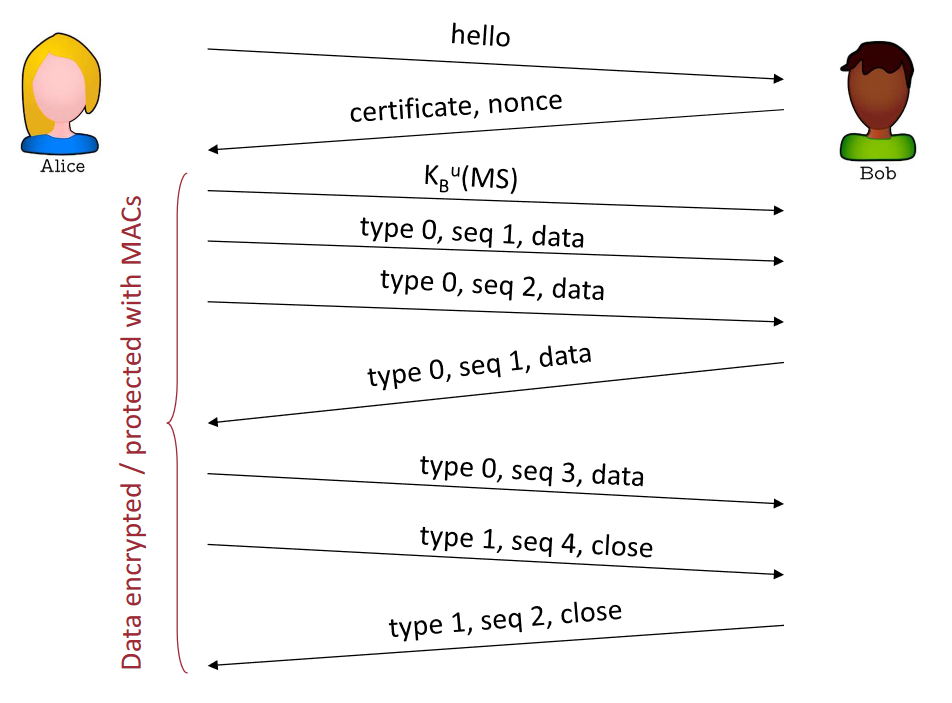 hello
certificate, nonce
Alice
Bob
K_B^u(MS)
type 0, seq 1, data
type 0, seq 2, data
type 0, seq 1, data
type 0, seq 3, data
type 1, seq 4, close
type 1, seq 2, close
Data encrypted / protected with MACs